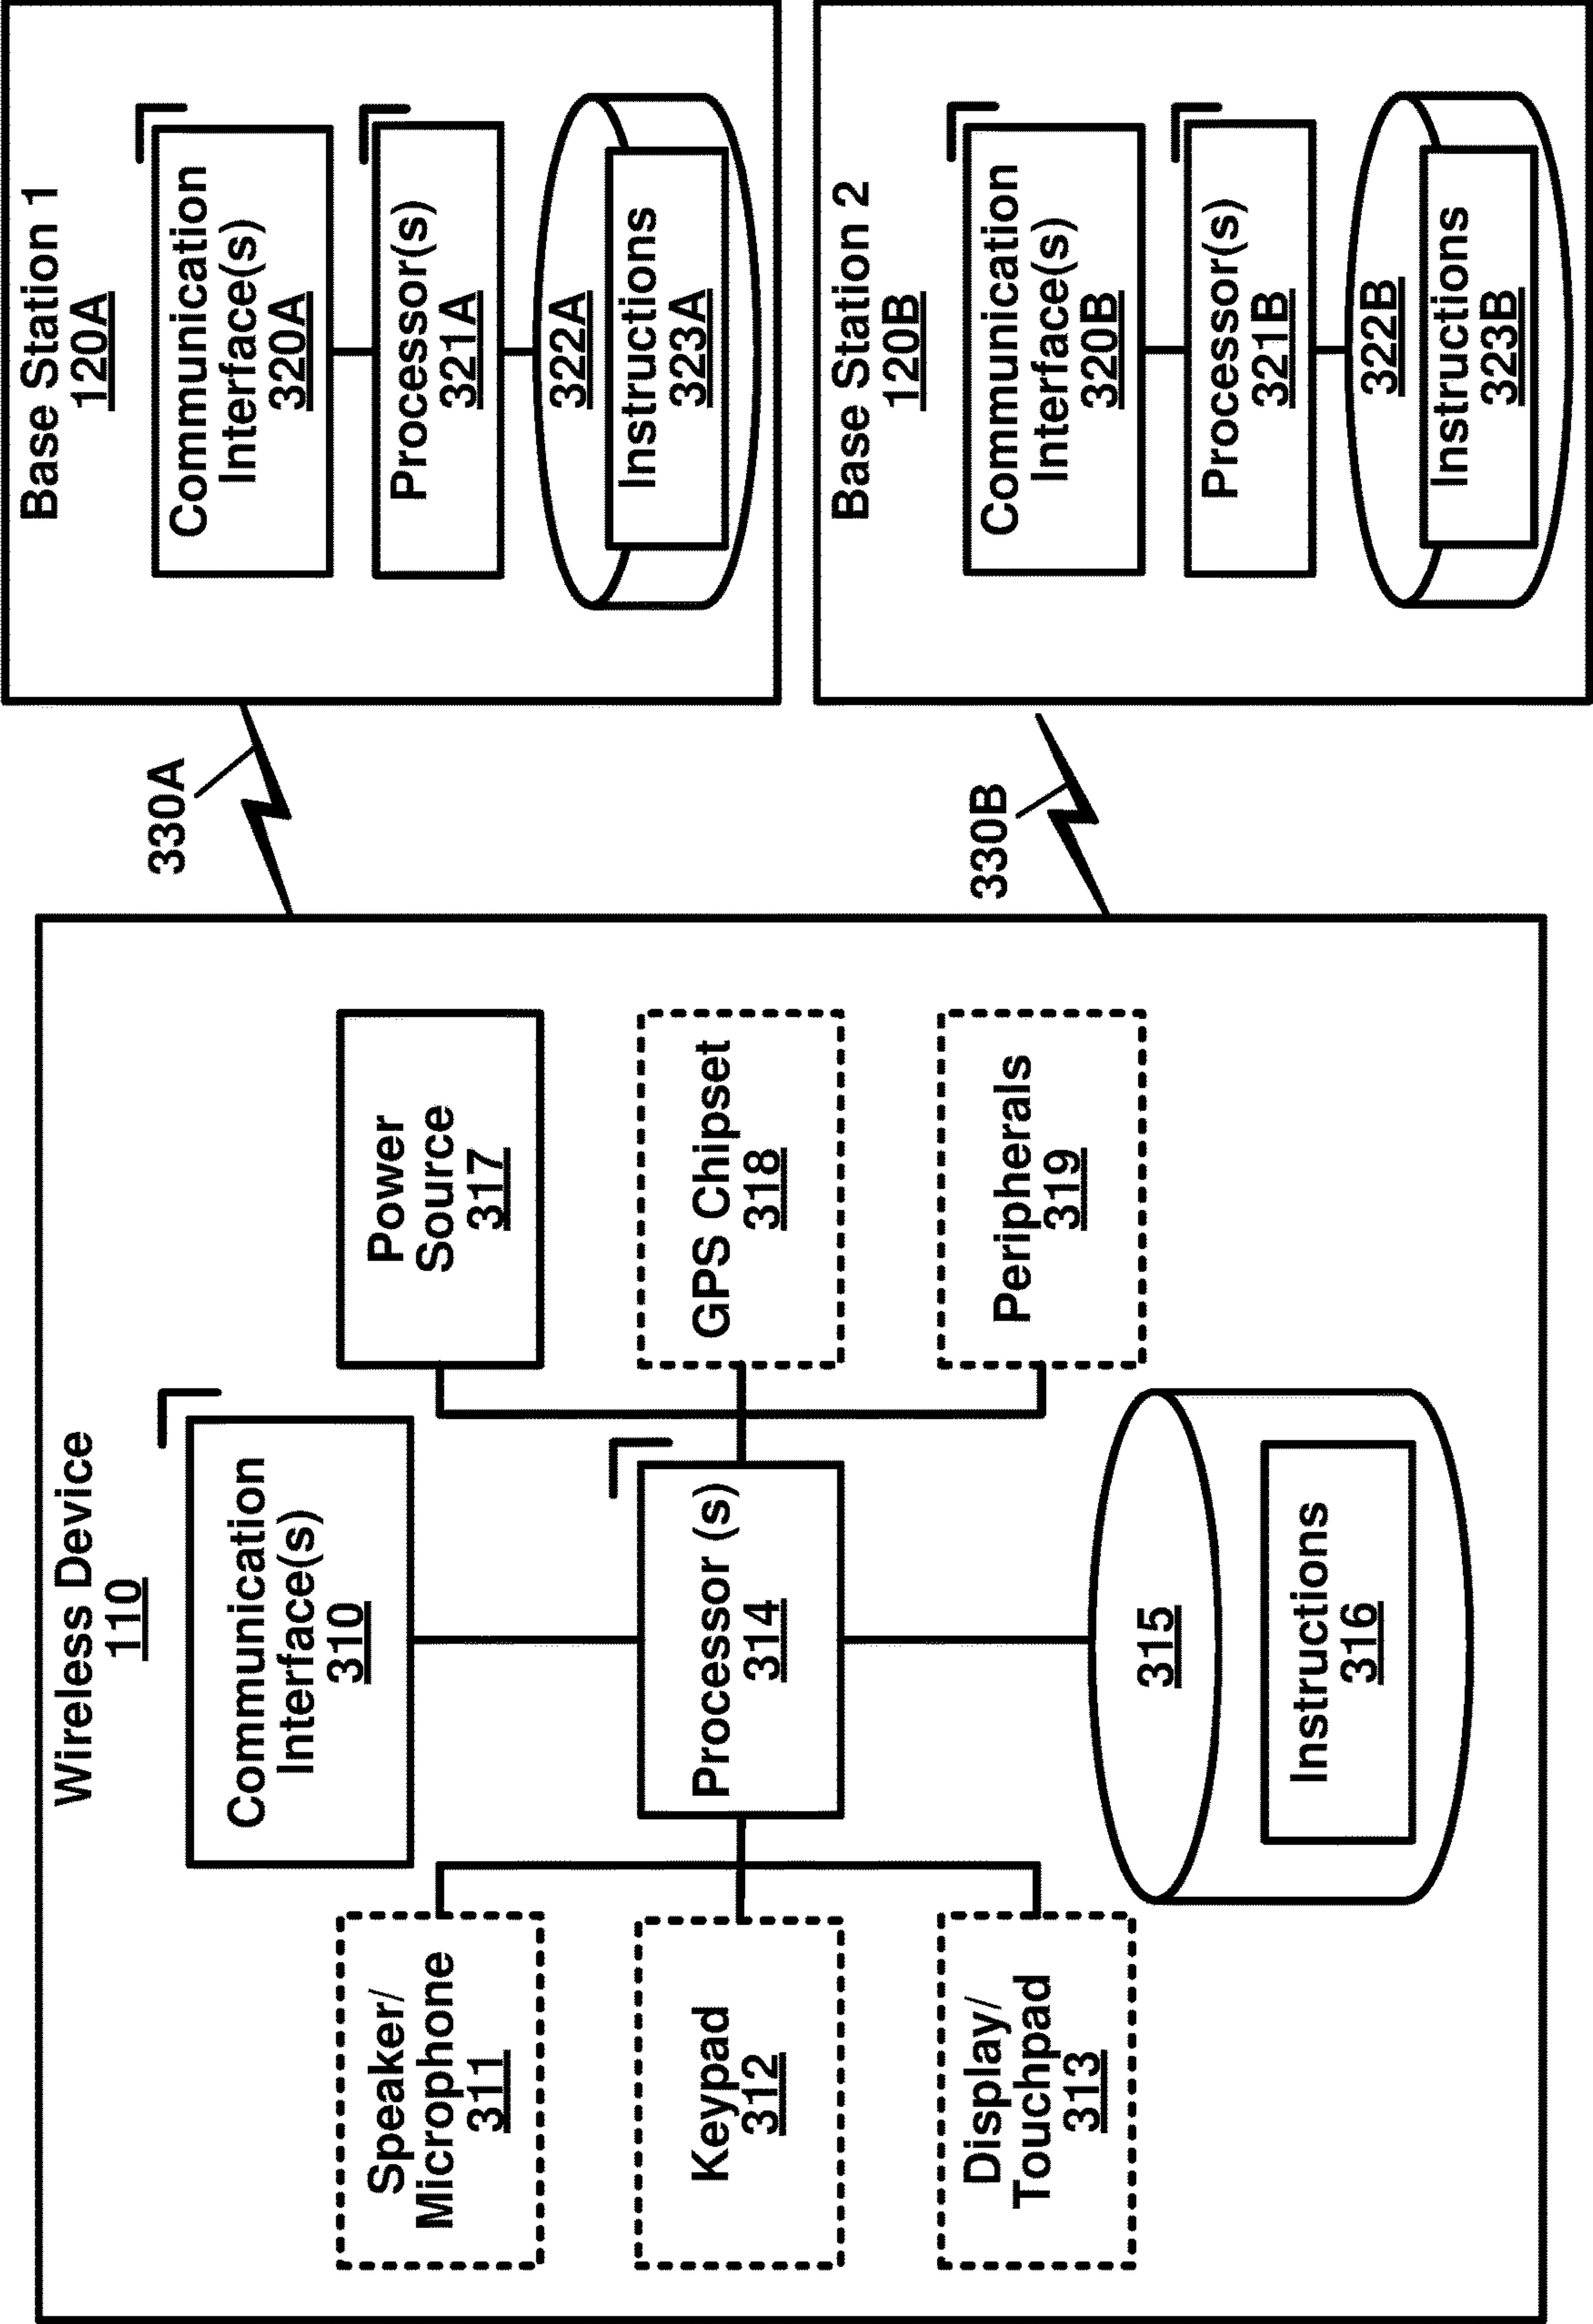 Wireless Device
110
Communication
Interface(s)
310
Speaker/
Microphone
311
Keypad
312
Display/
Touchpad
313
Processor (s)
314
Power
Source
317
GPS Chipset
318
Peripherals
319
315
Instructions
316
330A
330B
Base Station 1
120A
Communication
Interface(s)
320A
Processor(s)
321A
322A
Instructions
323A
Base Station 2
120B
Communication
Interface(s)
320B
Processor(s)
321B
322B
Instructions
323B